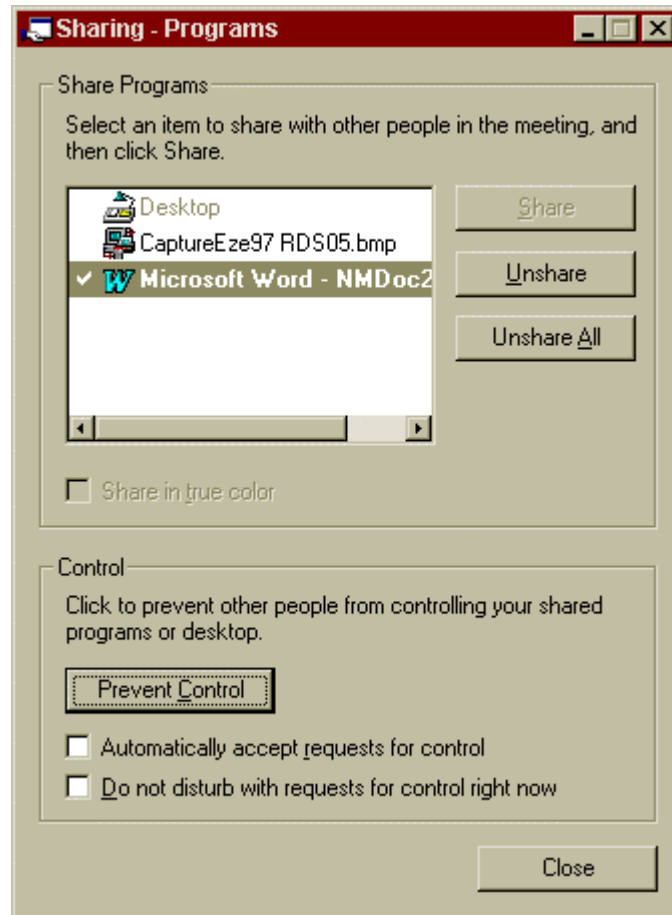 Sharing - Programs
Share Programs
Select an item to share with other people in the meeting, and
then click Share.
Desktop
Share
CaptureEze97 RDS05.bmp
Microsoft Word - NMDoc2
Unshare
Unshare All
Share in true color
Control
Click to prevent other people from controlling your shared
programs or desktop.
Prevent Control
Automatically accept requests for control
Do not disturb with requests for control right now
Close